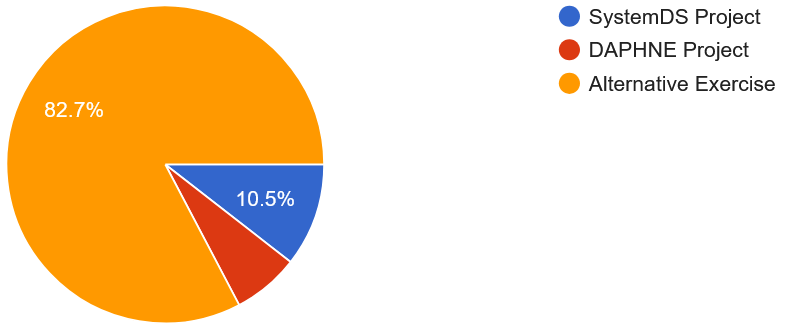 SystemDS Project
DAPHNE Project
Alternative Exercise
82.7%
10.5%